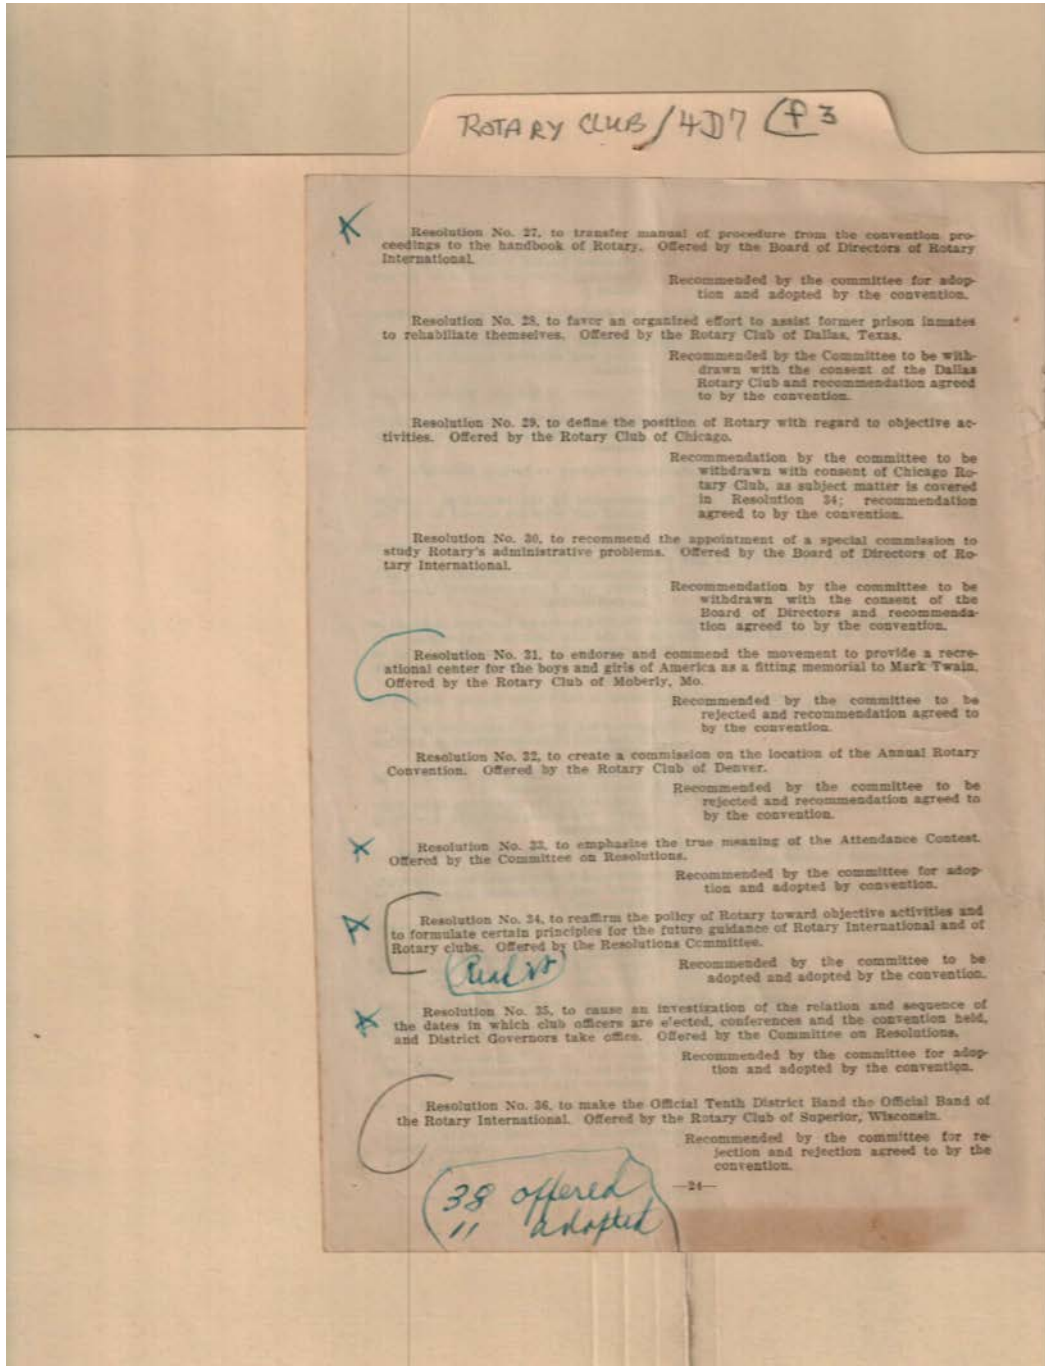 ROTARY CLUB/4D7 (f 3
Resolution No. 27, to transfer manual of procedure from the convention pro-
ceedings to the handbook of Rotary. Offered by the Board of Directors of Rotary
International.
Recommended by the committee for adop-
tion and adopted by the convention.
Resolution No. 28, to favor an organized effort to assist former prison inmates
to rehabiliate themselves. Offered by the Rotary Club of Dallas, Texas.
Recommended by the Committee to be with-
drawn with the consent of the Dallas
Rotary Club and recommendation agreed
to by the convention.
Resolution No. 29, to define the position of Rotary with regard to objective ac-
tivities. Offered by the Rotary Club of Chicago.
Recommendation by the committee to be
withdrawn with consent of Chicago Ro-
tary Club, as subject matter is covered
in Resolution 34; recommendation
agreed to by the convention.
Resolution No. 30, to recommend the appointment of a special commission to
study Rotary's administrative problems. Offered by the Board of Directors of Ro-
tary International.
Recommendation by the committee to be
withdrawn with the consent of the
Board of Directors and recommenda-
tion agreed to by the convention.
Resolution No. 31, to endorse and commend the movement to provide a recre-
ational center for the boys and girls of America as a fitting memorial to Mark Twain.
Offered by the Rotary Club of Moberly, Mo.
Recommended by the committee to be
rejected and recommendation agreed to
by the convention.
Resolution No. 32, to create a commission on the location of the Annual Rotary
Convention. Offered by the Rotary Club of Denver.
Recommended by the committee to be
rejected and recommendation agreed to
by the convention.
Resolution No. 33, to emphasize the true meaning of the Attendance Contest.
Offered by the Committee on Resolutions.
Recommended by the committee for adop-
tion and adopted by convention.
Resolution No. 34, to reaffirm the policy of Rotary toward objective activities and
to formulate certain principles for the future guidance of Rotary International and of
Rotary clubs. Offered by the Resolutions Committee.
Read it
Recommended by the committee to be
adopted and adopted by the convention.
Resolution No. 35, to cause an investigation of the relation and sequence of
the dates in which club officers are e'ected, conferences and the convention held,
and District Governors take office. Offered by the Committee on Resolutions.
Recommended by the committee for adop-
tion and adopted by the convention.
Resolution No. 36, to make the Official Tenth District Band the Official Band of
the Rotary International. Offered by the Rotary Club of Superior, Wisconsin.
Recommended by the committee for re-
jection and rejection agreed to by the
convention.
—24—
38 offered
11 adopted